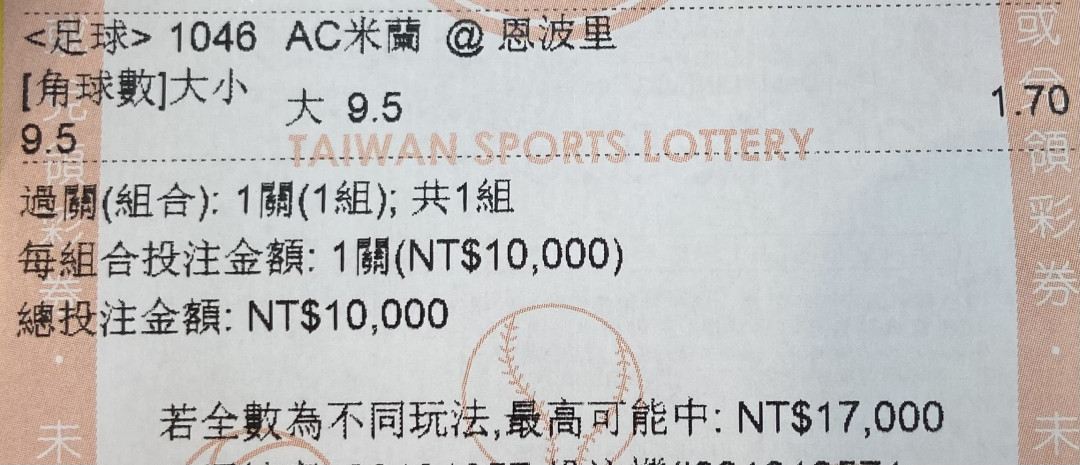 <足球> 1046 AC米蘭 @ 恩波里
[角球數]大小
大 9.5
1.70
9.5
TAIWAN SPORTS LOTTERY
過關(組合): 1關(1組); 共1組
每組合投注金額: 1關(NT$10,000)
總投注金額: NT$10,000
若全數為不同玩法,最高可能中: NT$17,000
或
領彩券·未